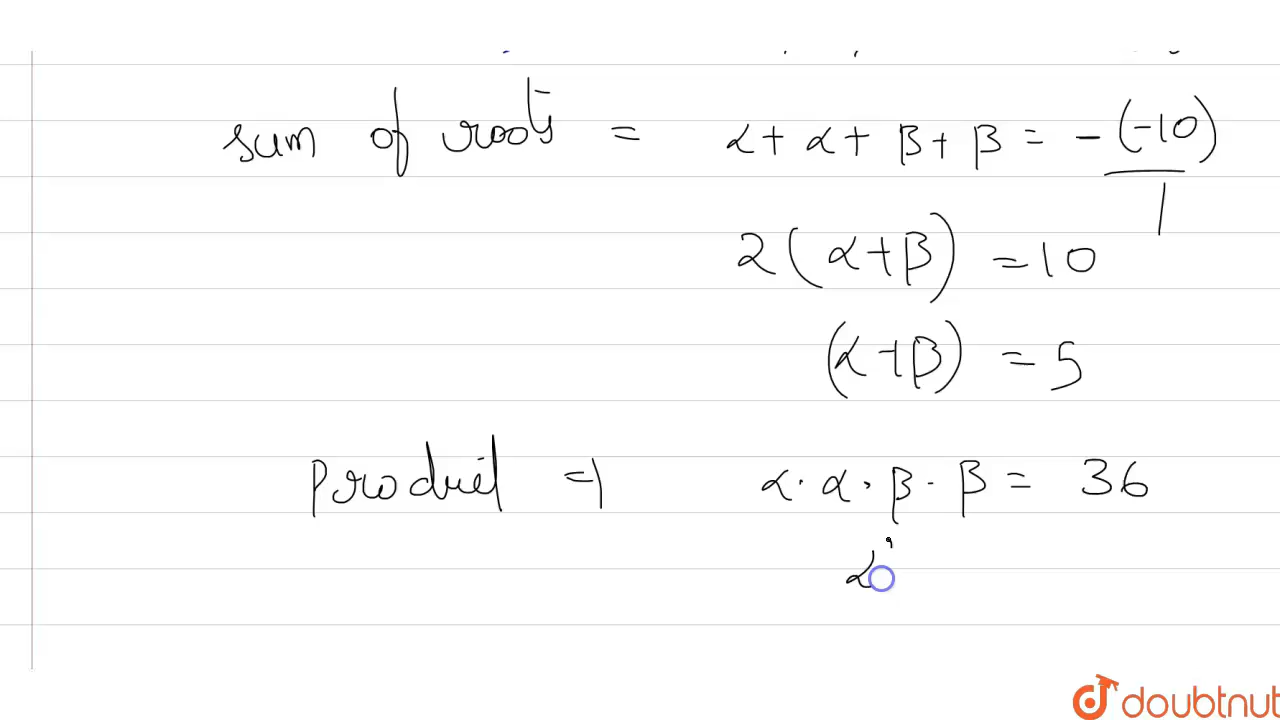 sum of roots = α + α + β + β = -(-10)/1
2(α+β) = 10
(α+β) = 5
Product ⇒ α · α · β · β = 36
α
doubtnut